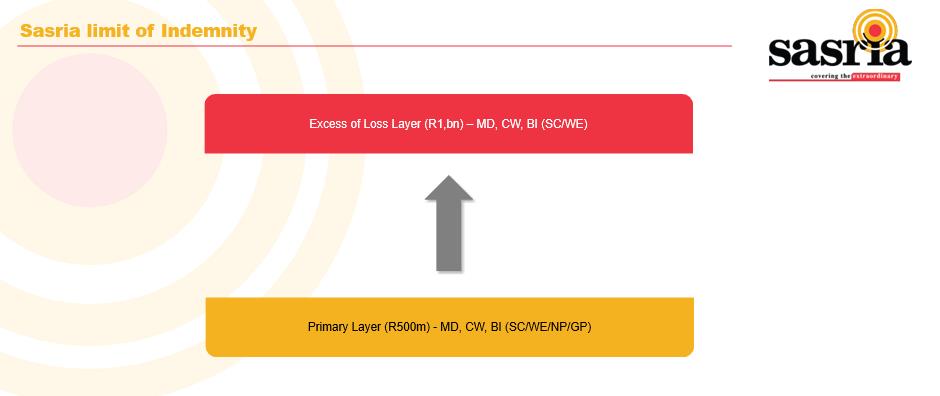 Sasria limit of Indemnity
sasria
covering the extraordinary
Excess of Loss Layer (R1,bn) – MD, CW, BI (SC/WE)
Primary Layer (R500m) - MD, CW, BI (SC/WE/NP/GP)